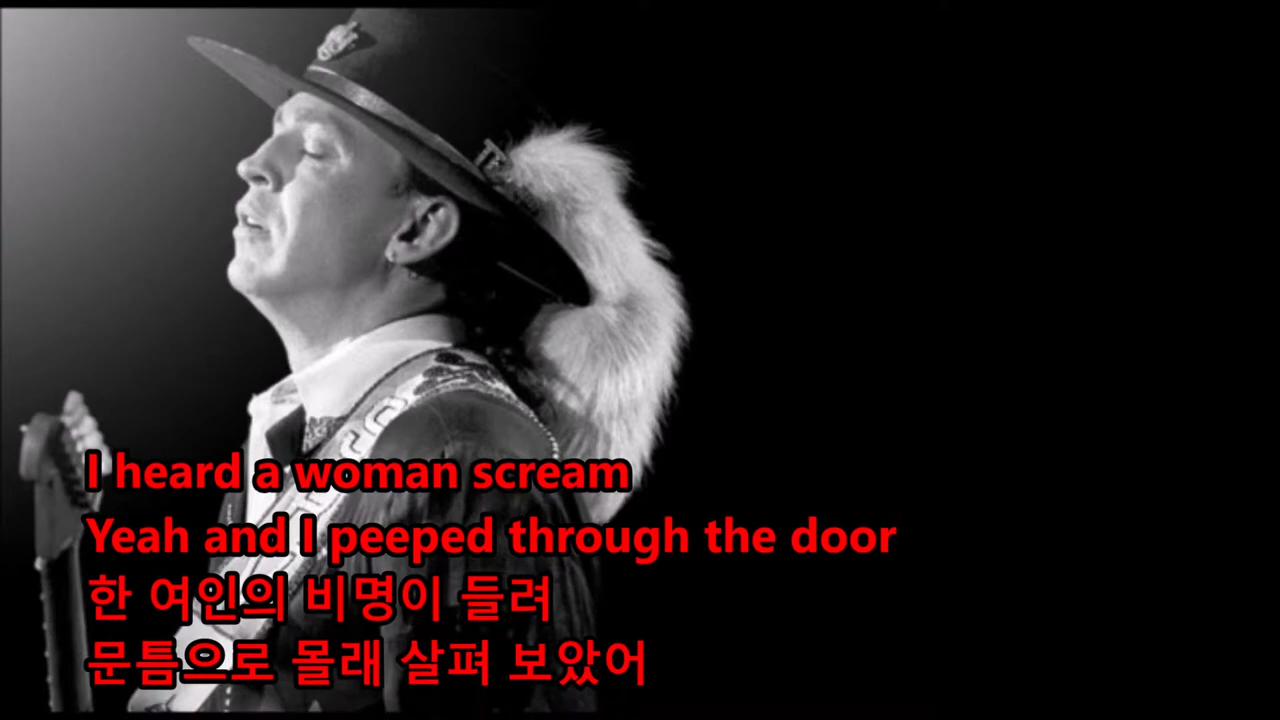 I heard a woman scream
Yeah and I peeped through the door
한 여인의 비명이 들려
문틈으로 몰래 살펴 보았어